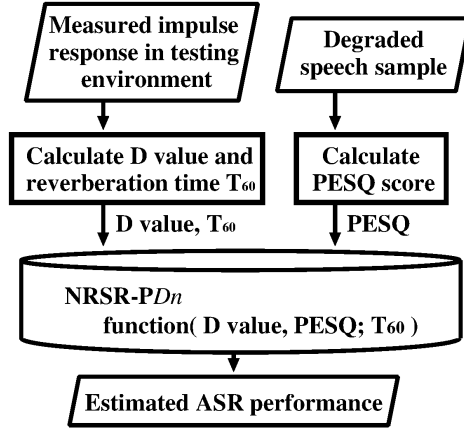 Measured impulse
response in testing
environment
Degraded
speech sample
Calculate D value and
reverberation time T60
Calculate
PESQ score
D value, T60
PESQ
NRSR-PDn
function( D value, PESQ; T60 )
Estimated ASR performance